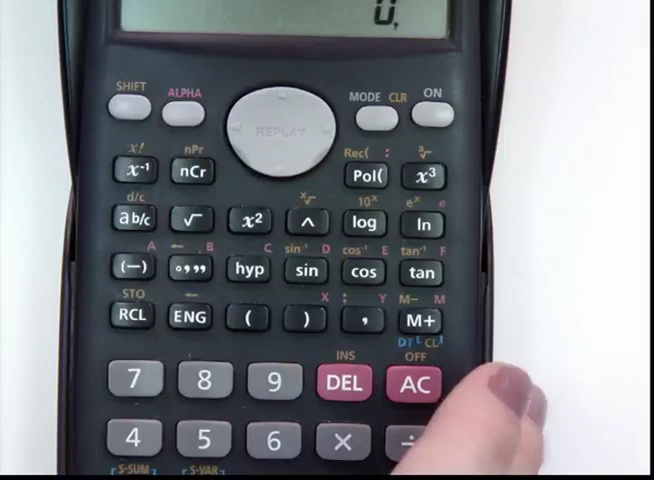 0.
SHIFT ALPHA MODE CLR ON
REPLAY
x! nPr Rec( : ³√
x⁻¹ nCr Pol( x³
d/c ˣ√ 10ˣ eˣ e
a b/c √ x² ^ log ln
A ← B C sin⁻¹ D cos⁻¹ E tan⁻¹ F
(−) °,,, hyp sin cos tan
STO ← X ; Y M− M
RCL ENG ( ) , M+
DT CL
INS OFF
7 8 9 DEL AC
4 5 6 × ÷
S-SUM S-VAR